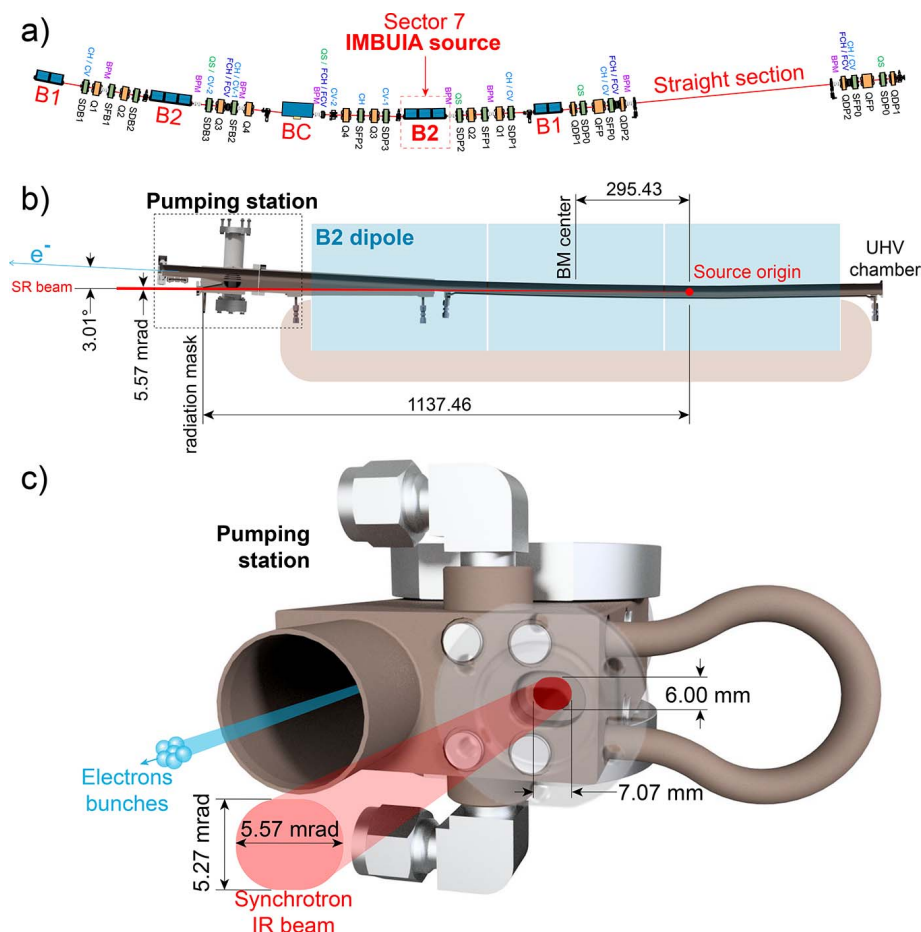 a)
Sector 7
IMBUIA source
B1
CH / CV
SDB1
Q1
BPM
SFB1
Q2
SDB2
B2
SDB3
QS / CV-2
Q3
FCH / FCV
CH / CV-1
SFB2
BPM
Q4
BC
QS / FCH / FCV
BPM
CV-2
Q4
CH
SFP2
Q3
CV-1
SDP3
B2
BPM
QS
SDP2
Q2
SFP1
BPM
Q1
CH / CV
SDP1
B1
QDP1
QS
SDP0
QFP
CH / CV
FCH / FCV
SFP0
QDP2
BPM
Straight section
BPM
QDP2
FCH / FCV
CH / CV
SFP0
QFP
SDP0
QS
QDP1
b)
Pumping station
B2 dipole
BM center
295.43
e-
SR beam
3.01°
5.57 mrad
radiation mask
Source origin
UHV
chamber
1137.46
c)
Pumping
station
6.00 mm
7.07 mm
Electrons
bunches
5.27 mrad
5.57 mrad
Synchrotron
IR beam